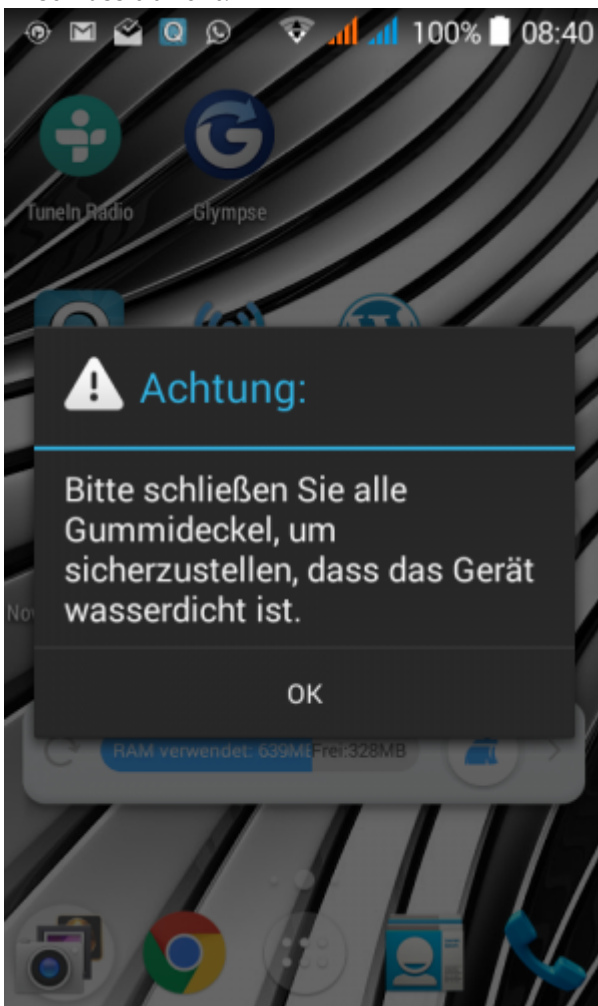 100% 08:40
TuneIn Radio Glympse
Achtung:
Bitte schließen Sie alle
Gummideckel, um
sicherzustellen, dass das Gerät
wasserdicht ist.
OK
RAM verwendet: 639MB Frei:328MB